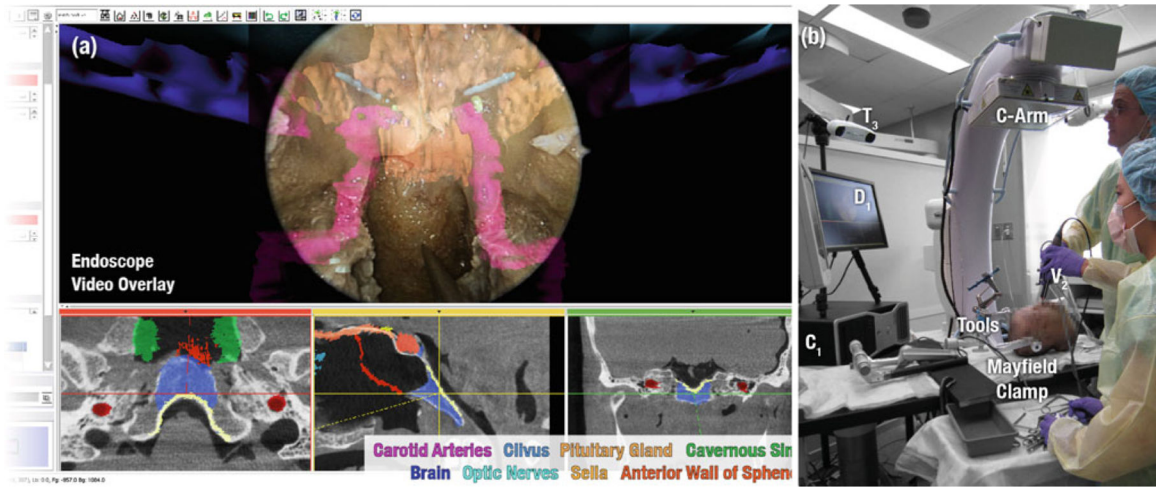 (a)
Endoscope
Video Overlay
Carotid Arteries Clivus Pituitary Gland Cavernous Sin
Brain Optic Nerves Sella Anterior Wall of Spheno
(b)
T3
C-Arm
D1
V2
Tools
C1
Mayfield
Clamp